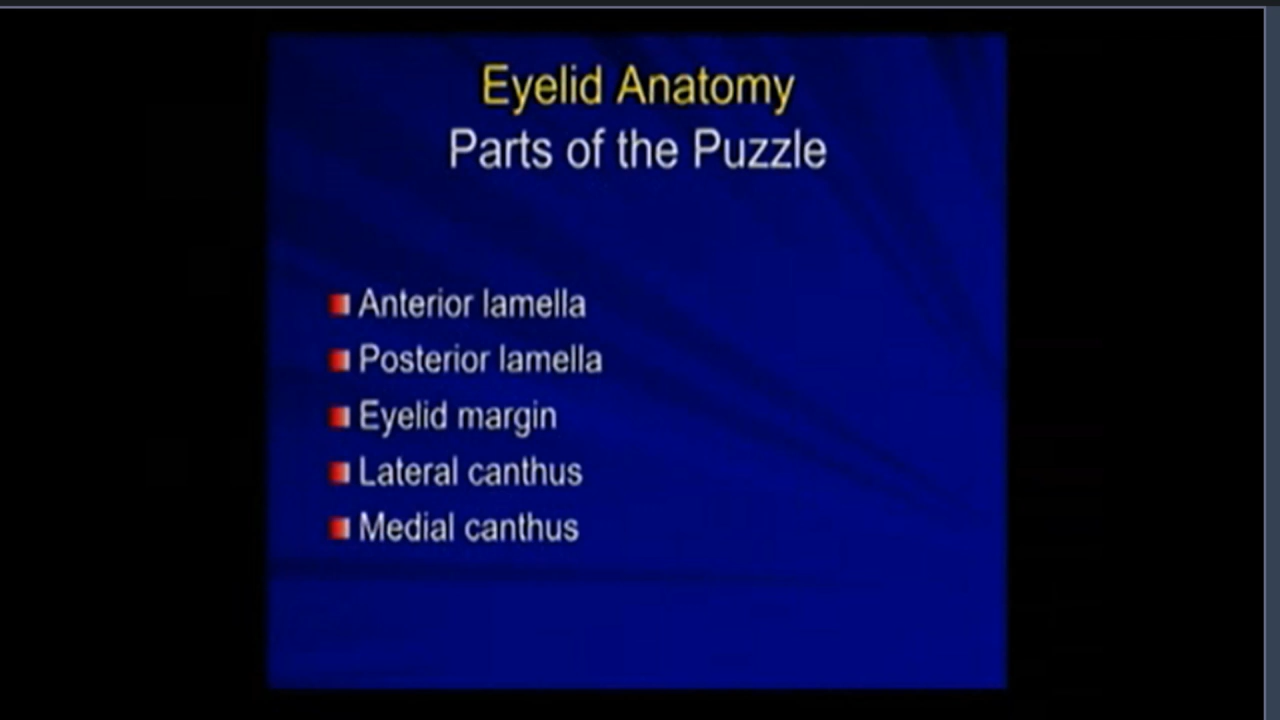 Eyelid Anatomy
Parts of the Puzzle
Anterior lamella
Posterior lamella
Eyelid margin
Lateral canthus
Medial canthus